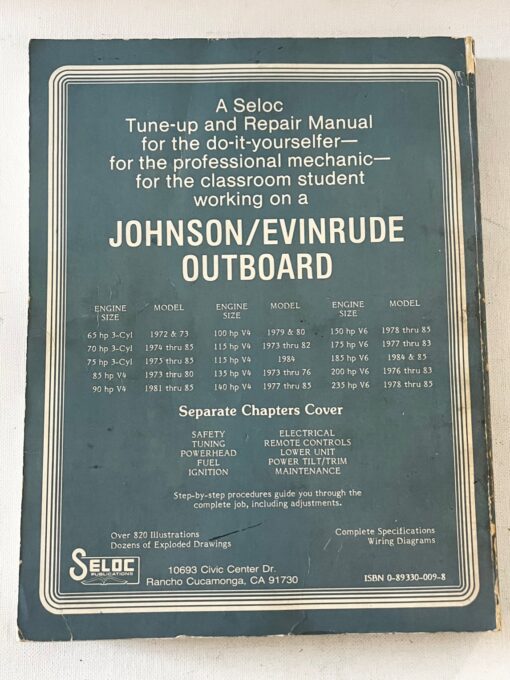 A Seloc
Tune-up and Repair Manual
for the do-it-yourselfer—
for the professional mechanic—
for the classroom student
working on a
JOHNSON/EVINRUDE
OUTBOARD
ENGINE SIZE MODEL ENGINE SIZE MODEL ENGINE SIZE MODEL
65 hp 3-Cyl 1972 & 73 100 hp V4 1979 & 80 150 hp V6 1978 thru 85
70 hp 3-Cyl 1974 thru 85 115 hp V4 1973 thru 82 175 hp V6 1977 thru 83
75 hp 3-Cyl 1975 thru 85 115 hp V4 1984 185 hp V6 1984 & 85
85 hp V4 1973 thru 80 135 hp V4 1973 thru 76 200 hp V6 1976 thru 83
90 hp V4 1981 thru 85 140 hp V4 1977 thru 85 235 hp V6 1978 thru 85
Separate Chapters Cover
SAFETY ELECTRICAL
TUNING REMOTE CONTROLS
POWERHEAD LOWER UNIT
FUEL POWER TILT/TRIM
IGNITION MAINTENANCE
Step-by-step procedures guide you through the
complete job, including adjustments.
Over 820 Illustrations Complete Specifications
Dozens of Exploded Drawings Wiring Diagrams
SELOC
PUBLICATIONS
10693 Civic Center Dr.
Rancho Cucamonga, CA 91730
ISBN 0-89330-009-8